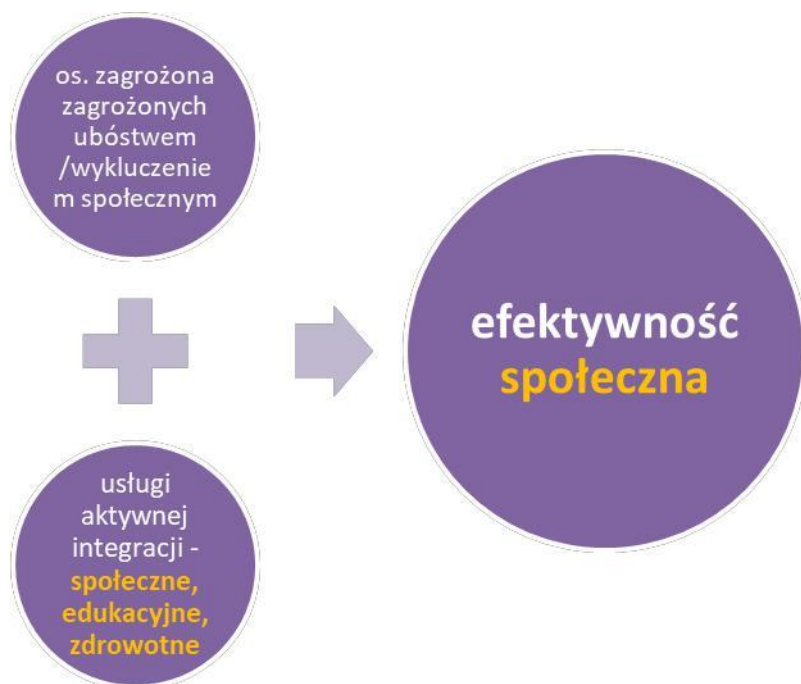 os. zagrożona
zagrożonych
ubóstwem
/wykluczenie
m społecznym
usługi
aktywnej
integracji -
społeczne,
edukacyjne,
zdrowotne
efektywność
społeczna